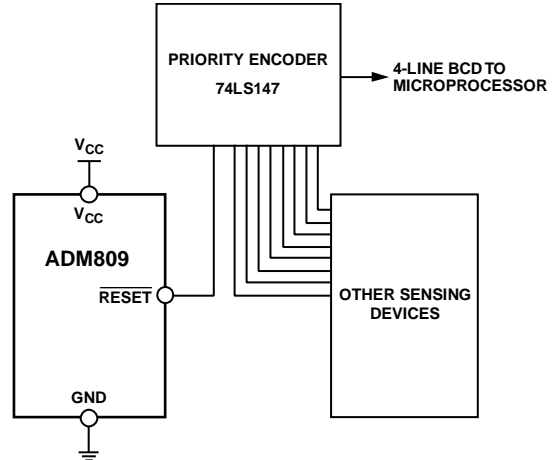 PRIORITY ENCODER
74LS147
4-LINE BCD TO
MICROPROCESSOR
VCC
VCC
ADM809
RESET
OTHER SENSING
DEVICES
GND